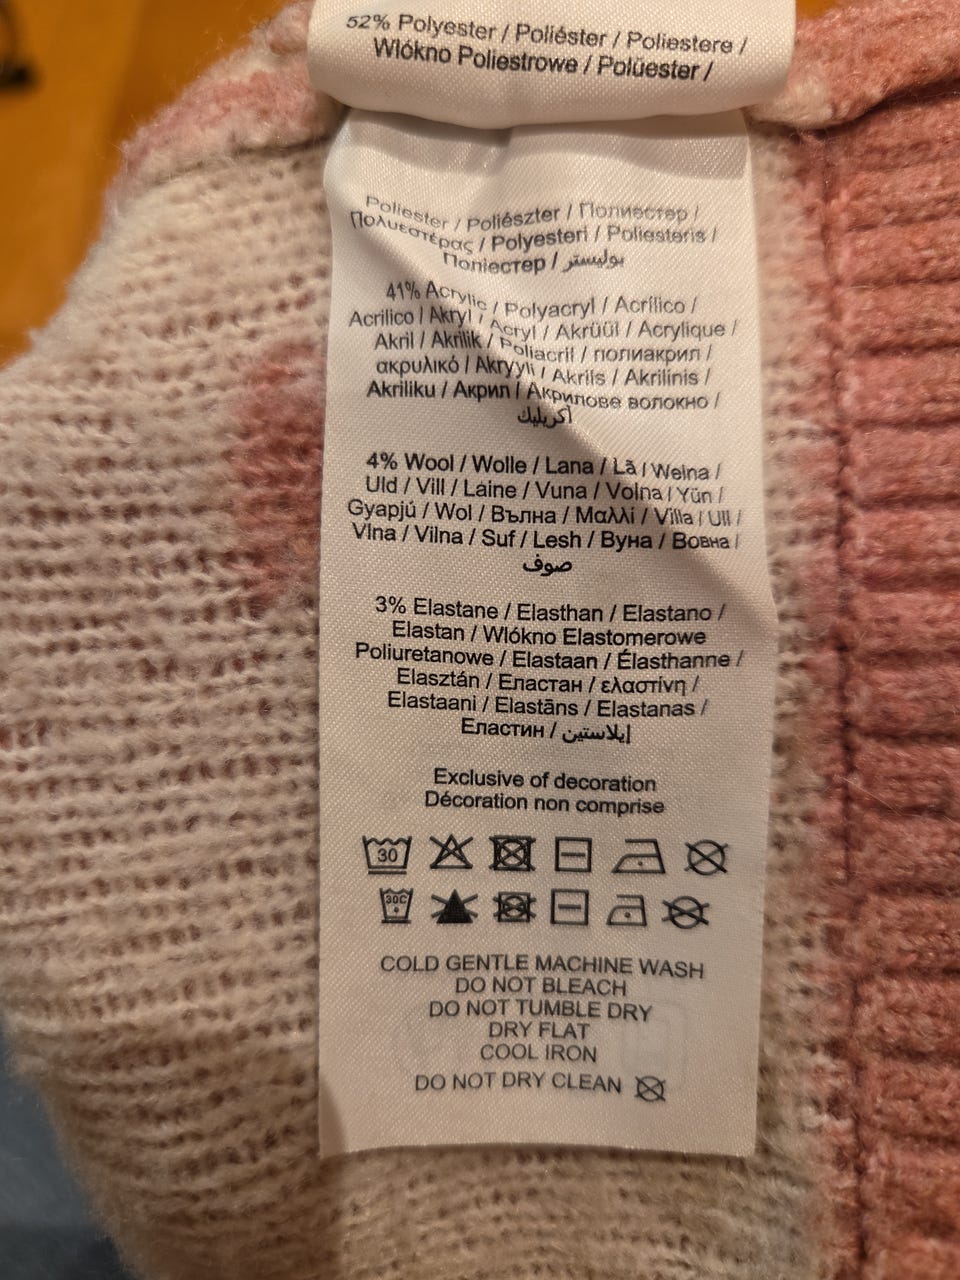 52% Polyester / Poliéster / Poliestere /
Wlókno Poliestrowe / Polüester /
Poliester / Poliészter / Полиестер /
Πολυεστέρας / Polyesteri / Poliesteris /
Поліестер / بوليستر
41% Acrylic / Polyacryl / Acrílico /
Acrilico / Akryl / Acryl / Akrüül / Acrylique /
Akril / Akrilik / Poliacril / полиакрил /
ακρυλικό / Akryyli / Akrils / Akrilinis /
Akriliku / Акрил / Акрилове волокно /
أكريليك
4% Wool / Wolle / Lana / Lã / Wełna /
Uld / Vill / Laine / Vuna / Volna / Yün /
Gyapjú / Wol / Вълна / Μαλλί / Villa / Ull /
Vlna / Vilna / Suf / Lesh / Вуна / Вовна /
صوف
3% Elastane / Elasthan / Elastano /
Elastan / Wlókno Elastomerowe
Poliuretanowe / Elastaan / Élasthanne /
Elasztán / Еластан / ελαστίνη /
Elastaani / Elastāns / Elastanas /
Еластин / إيلاستين
Exclusive of decoration
Décoration non comprise
30
30C
COLD GENTLE MACHINE WASH
DO NOT BLEACH
DO NOT TUMBLE DRY
DRY FLAT
COOL IRON
DO NOT DRY CLEAN